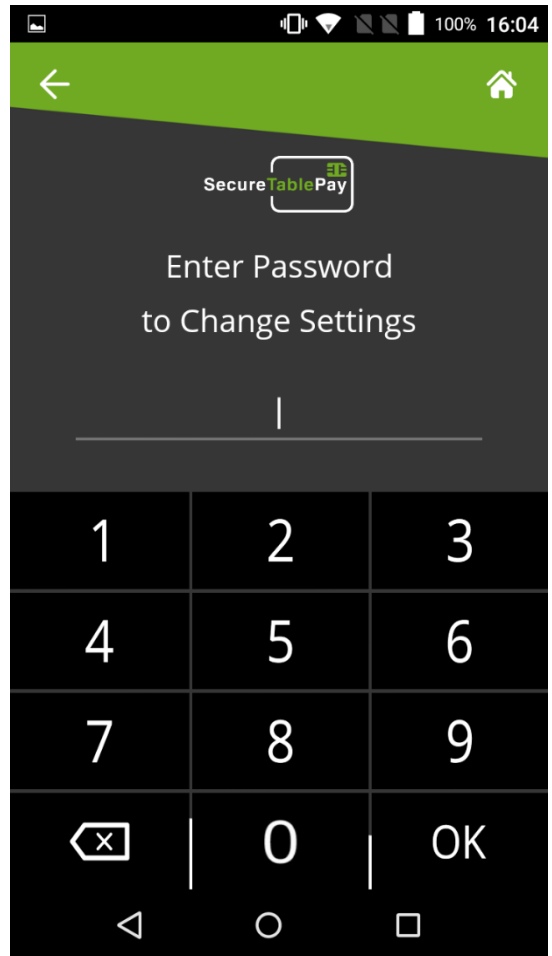 100% 16:04
SecureTablePay
Enter Password
to Change Settings
1 2 3
4 5 6
7 8 9
0 OK